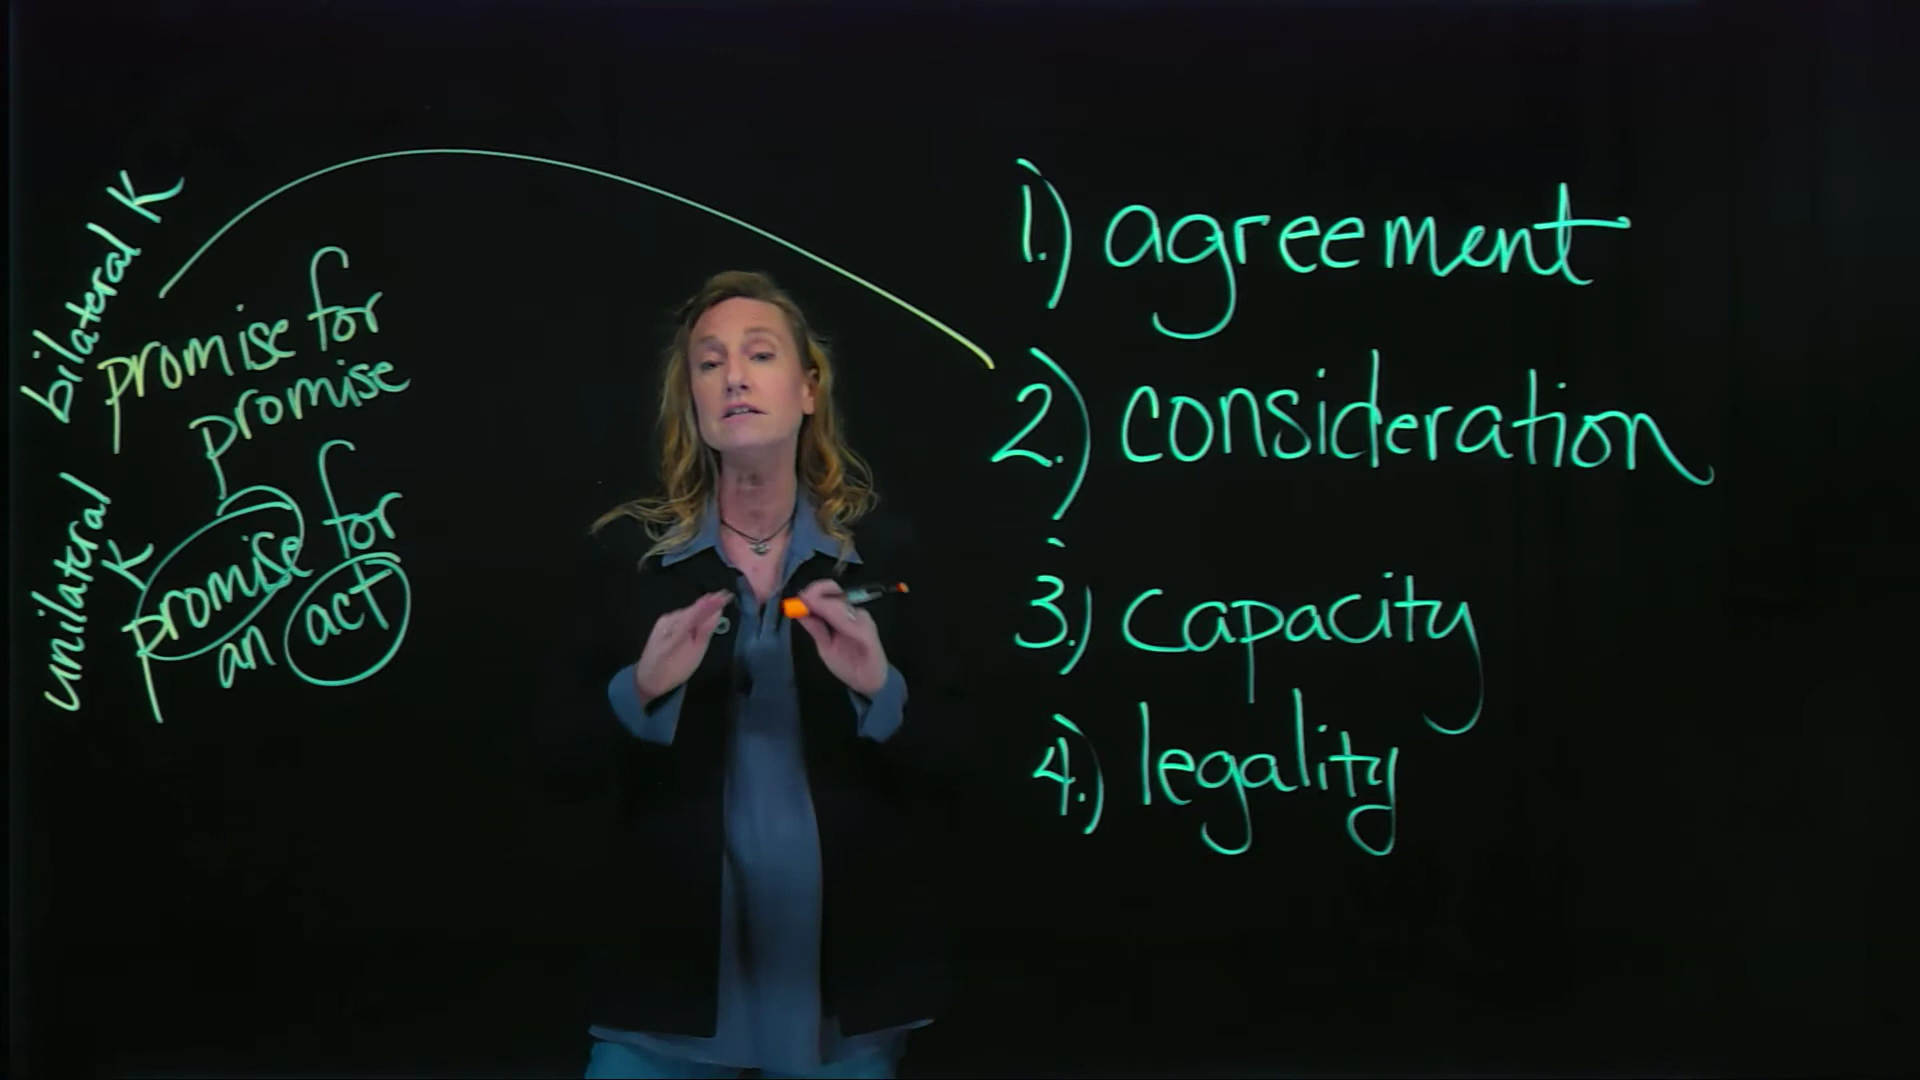 bilateral K
promise for
promise
unilateral
K
promise for
an act
1.) agreement
2.) consideration
3.) capacity
4.) legality